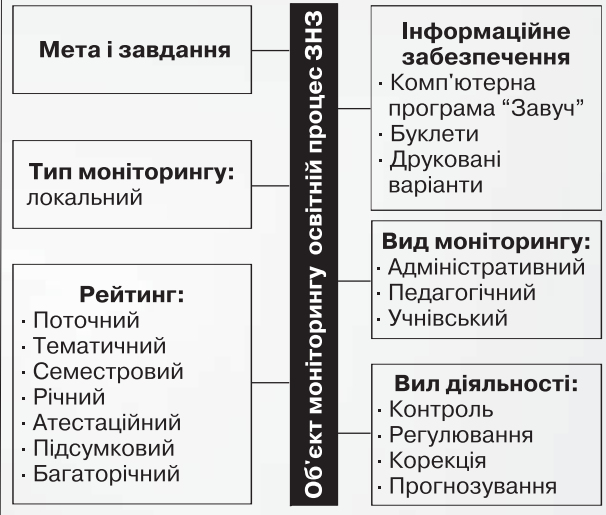 Мета і завдання
Тип моніторингу:
локальний
Рейтинг:
· Поточний
· Тематичний
· Семестровий
· Річний
· Атестаційний
· Підсумковий
· Багаторічний
Об'єкт моніторингу освітній процес ЗНЗ
Інформаційне
забезпечення
· Комп'ютерна
програма “Завуч”
· Буклети
· Друковані
варіанти
Вид моніторингу:
· Адміністративний
· Педагогічний
· Учнівський
Вил діяльності:
· Контроль
· Регулювання
· Корекція
· Прогнозування